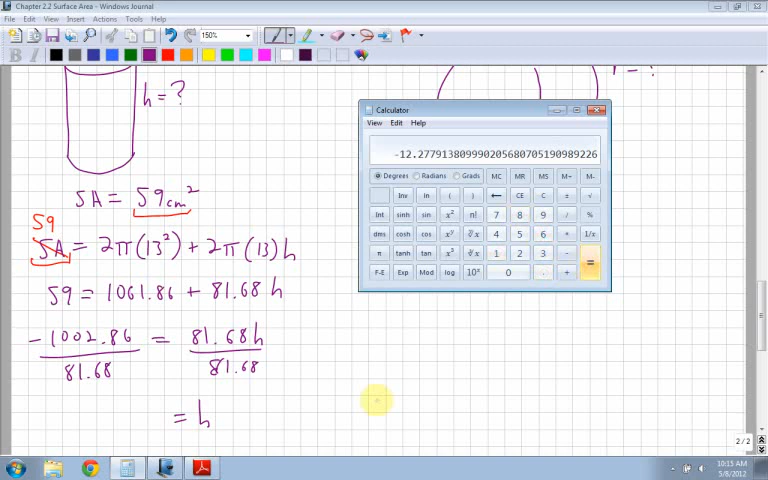 Chapter 2.2 Surface Area - Windows Journal
File Edit View Insert Actions Tools Help
150%
B I
h = ?
SA = 59 cm²
59
SA = 2π(13²) + 2π(13)h
59 = 1061.86 + 81.68 h
-1002.86 = 81.68h
81.68 81.68
= h
Calculator
View Edit Help
-12.277913809990205680705190989226
Degrees Radians Grads MC MR MS M+ M-
Inv ln ( ) ← CE C ± √
Int sinh sin x² n! 7 8 9 / %
dms cosh cos xʸ ʸ√x 4 5 6 * 1/x
π tanh tan x³ ³√x 1 2 3 - =
F-E Exp Mod log 10ˣ 0 . +
2 / 2
10:13 AM
5/8/2012